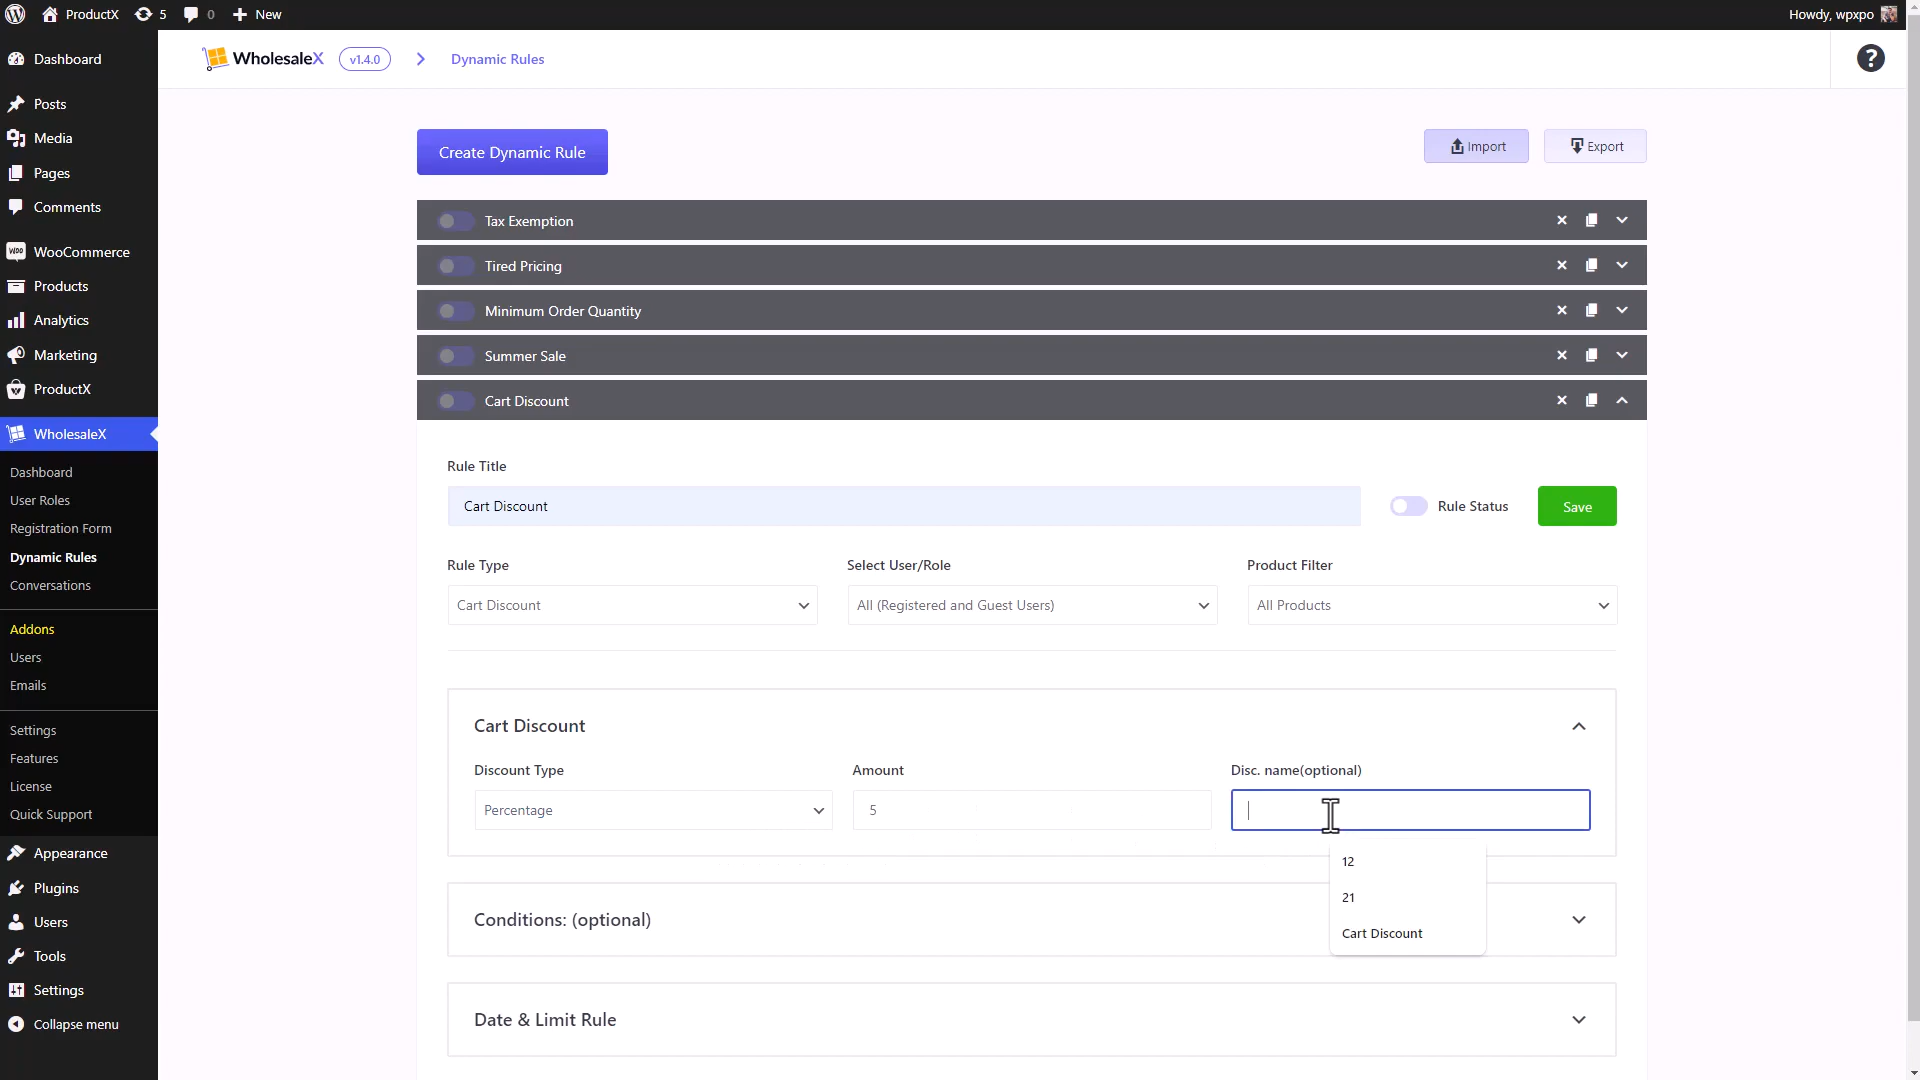 ProductX
5
0
New
Howdy, wpxpo
Dashboard
Posts
Media
Pages
Comments
WooCommerce
Products
Analytics
Marketing
ProductX
WholesaleX
Dashboard
User Roles
Registration Form
Dynamic Rules
Conversations
Addons
Users
Emails
Settings
Features
License
Quick Support
Appearance
Plugins
Users
Tools
Settings
Collapse menu
WholesaleX
v1.4.0
Dynamic Rules
?
Create Dynamic Rule
Import
Export
Tax Exemption
Tired Pricing
Minimum Order Quantity
Summer Sale
Cart Discount
Rule Title
Cart Discount
Rule Status
Save
Rule Type
Select User/Role
Product Filter
Cart Discount
All (Registered and Guest Users)
All Products
Cart Discount
Discount Type
Amount
Disc. name(optional)
Percentage
5
12
21
Cart Discount
Conditions: (optional)
Date & Limit Rule